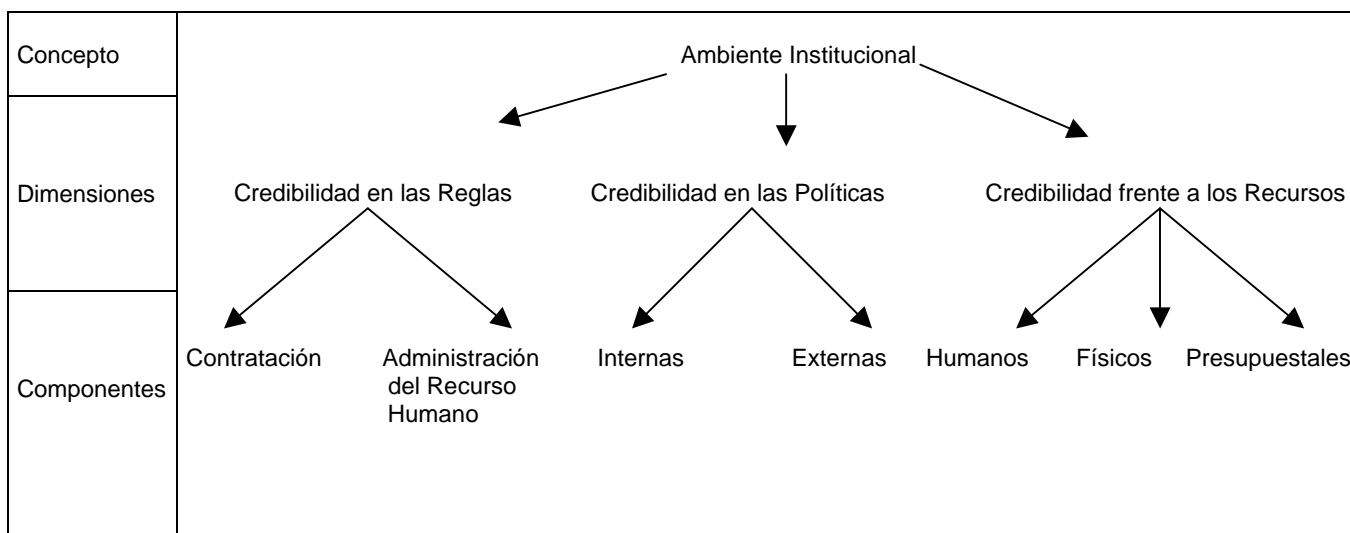 Concepto
Ambiente Institucional
Dimensiones
Credibilidad en las Reglas
Credibilidad en las Políticas
Credibilidad frente a los Recursos
Componentes
Contratación
Administración
del Recurso
Humano
Internas
Externas
Humanos
Físicos
Presupuestales